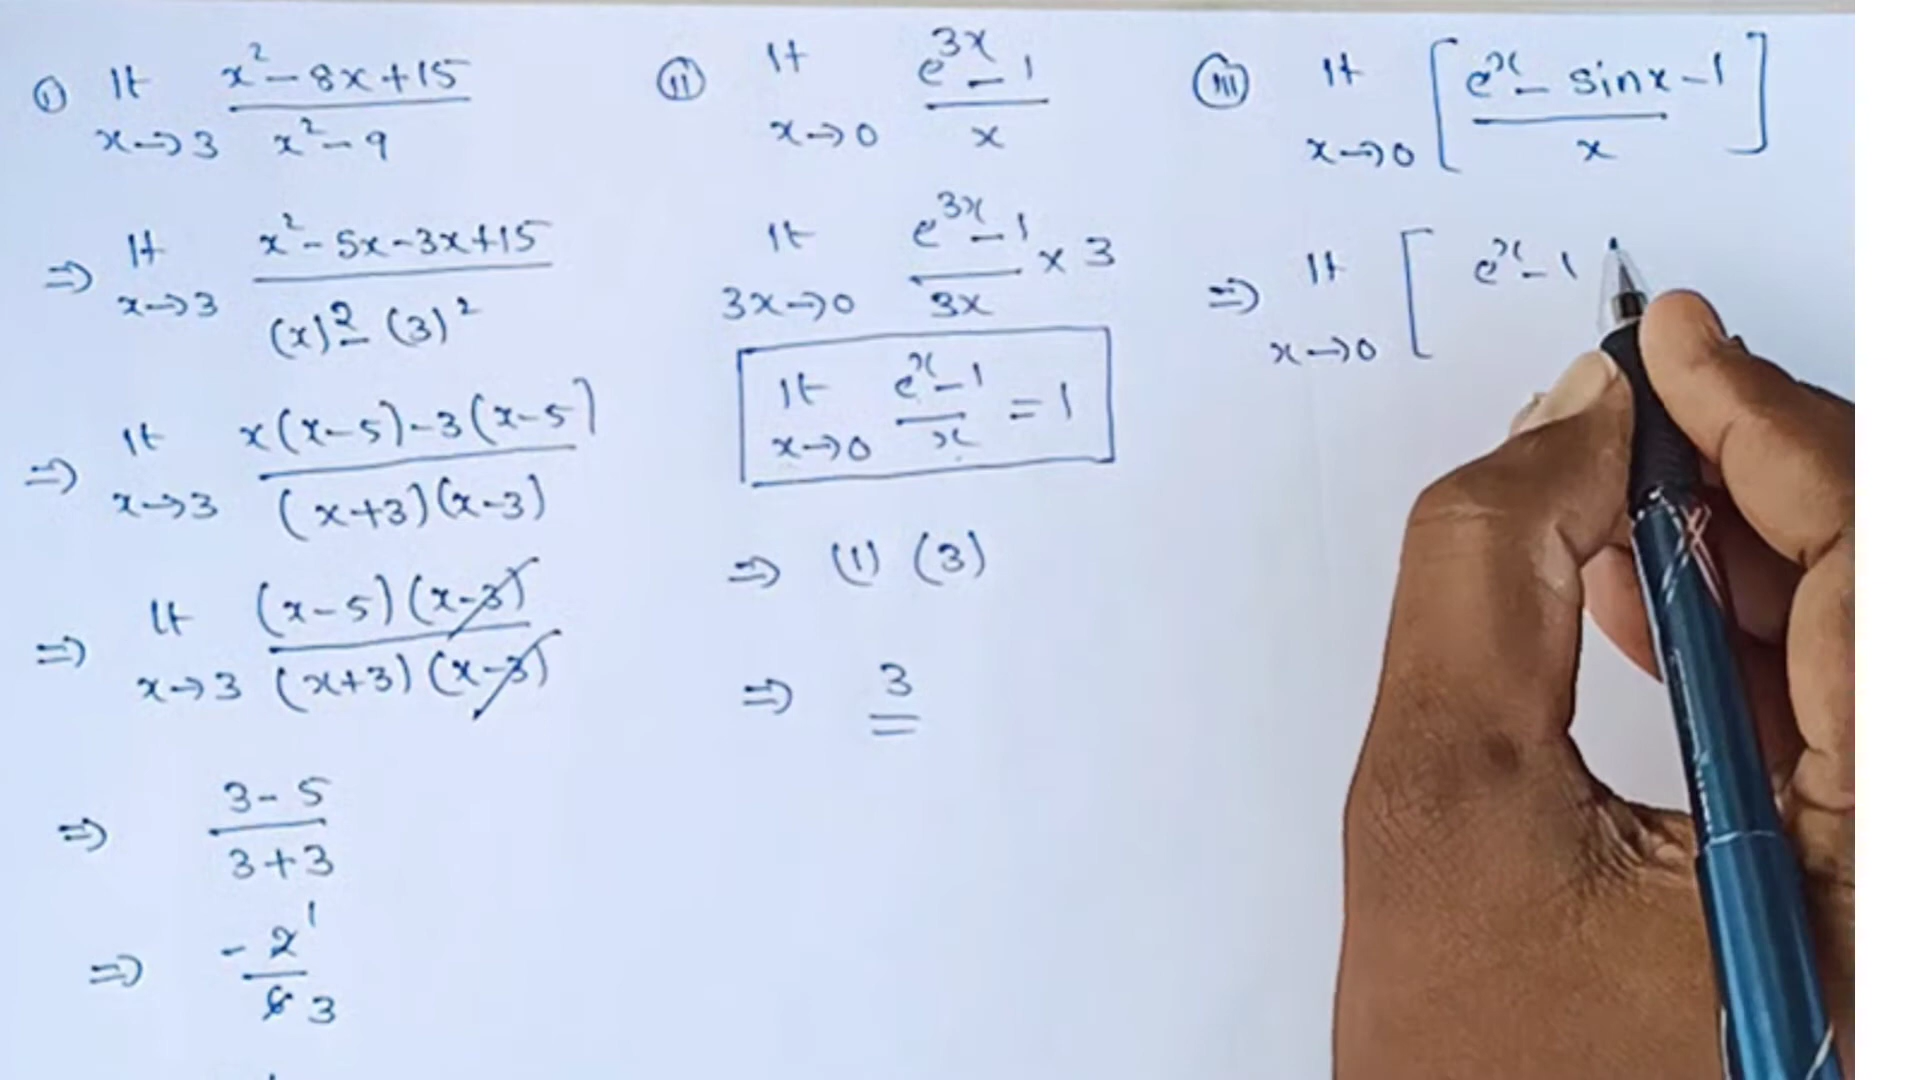 (i) lt x→3 x²-8x+15 / x²-9
⇒ lt x→3 x²-5x-3x+15 / (x)²-(3)²
⇒ lt x→3 x(x-5)-3(x-5) / (x+3)(x-3)
⇒ lt x→3 (x-5)(x-3) / (x+3)(x-3)
⇒ 3-5 / 3+3
⇒ -2 1 / 6 3
(ii) lt x→0 e^3x-1 / x
lt 3x→0 e^3x-1 / 3x × 3
lt x→0 e^x-1 / x = 1
⇒ (1) (3)
⇒ 3
(iii) lt x→0 [ e^x - sinx - 1 / x ]
⇒ lt x→0 [ e^x-1